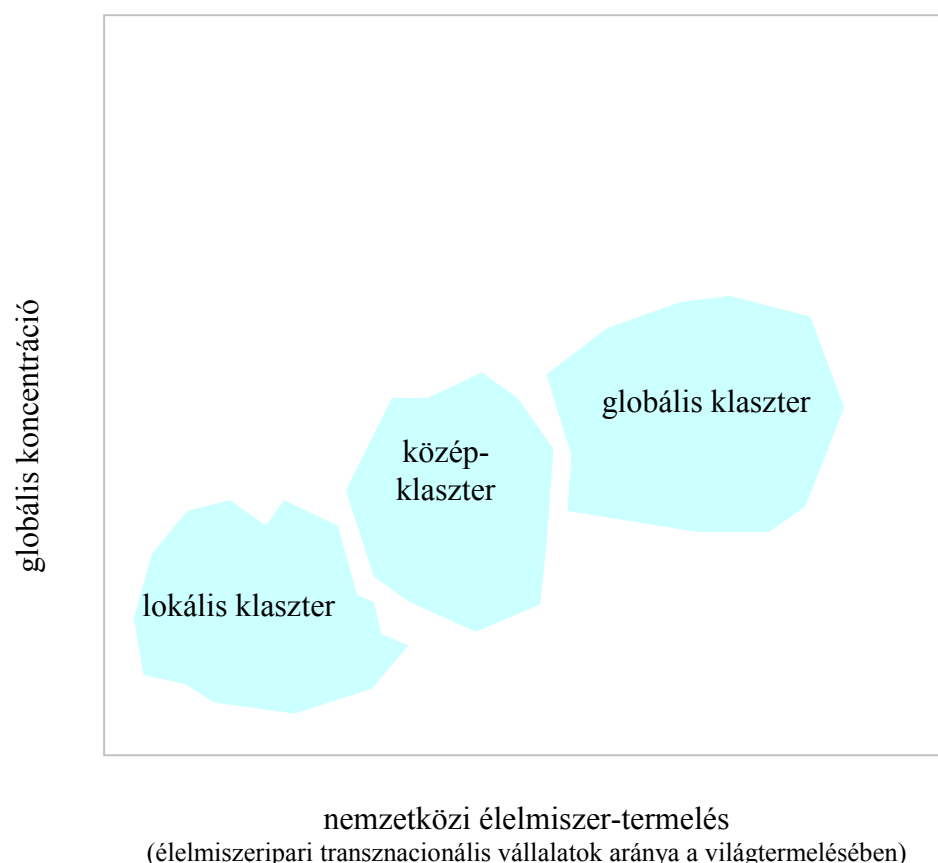 globális koncentráció
globális klaszter
közép-
klaszter
lokális klaszter
nemzetközi élelmiszer-termelés
(élelmiszeripari transznacionális vállalatok aránya a világtermelésében)